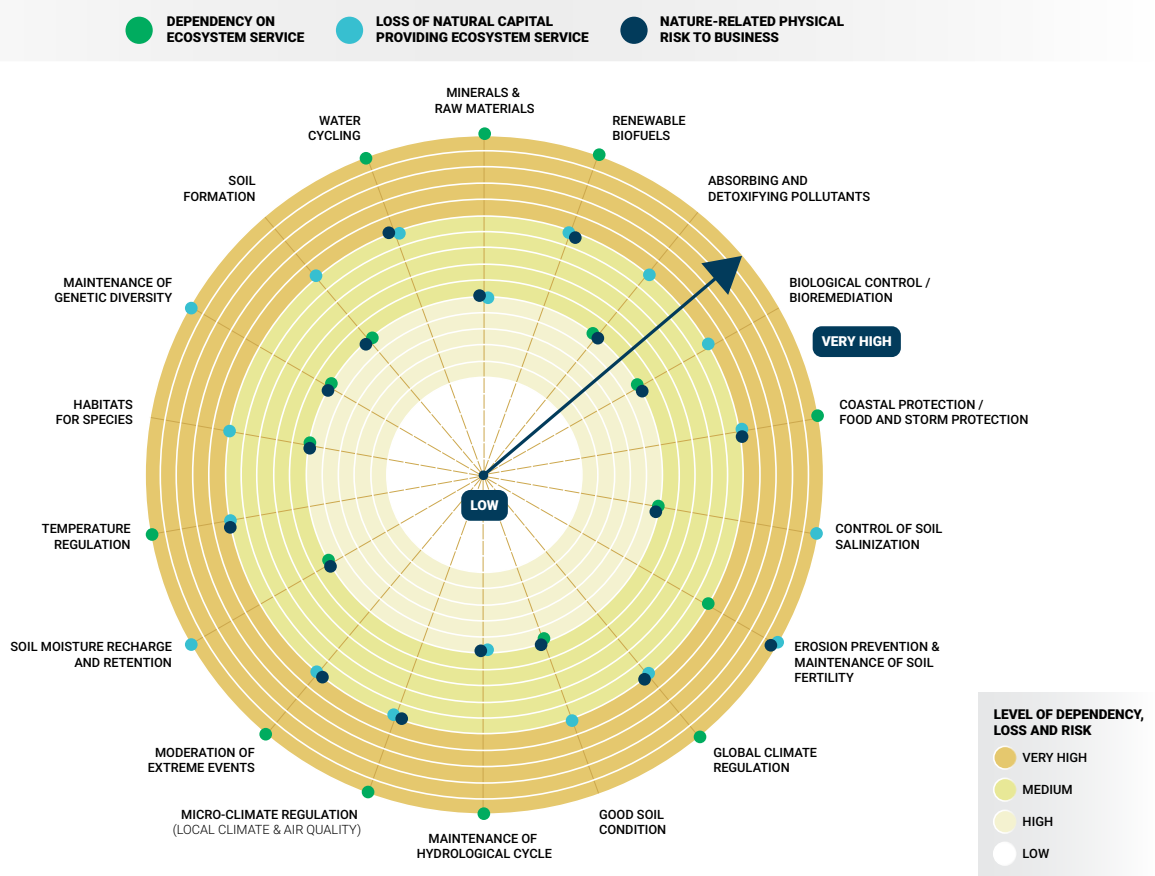 DEPENDENCY ON
ECOSYSTEM SERVICE
LOSS OF NATURAL CAPITAL
PROVIDING ECOSYSTEM SERVICE
NATURE-RELATED PHYSICAL
RISK TO BUSINESS
MINERALS &
RAW MATERIALS
RENEWABLE
BIOFUELS
ABSORBING AND
DETOXIFYING POLLUTANTS
BIOLOGICAL CONTROL /
BIOREMEDIATION
VERY HIGH
COASTAL PROTECTION /
FOOD AND STORM PROTECTION
CONTROL OF SOIL
SALINIZATION
EROSION PREVENTION &
MAINTENANCE OF SOIL
FERTILITY
GLOBAL CLIMATE
REGULATION
GOOD SOIL
CONDITION
MAINTENANCE OF
HYDROLOGICAL CYCLE
MICRO-CLIMATE REGULATION
(LOCAL CLIMATE & AIR QUALITY)
MODERATION OF
EXTREME EVENTS
SOIL MOISTURE RECHARGE
AND RETENTION
TEMPERATURE
REGULATION
HABITATS
FOR SPECIES
MAINTENANCE OF
GENETIC DIVERSITY
SOIL
FORMATION
WATER
CYCLING
LOW
LEVEL OF DEPENDENCY,
LOSS AND RISK
VERY HIGH
MEDIUM
HIGH
LOW